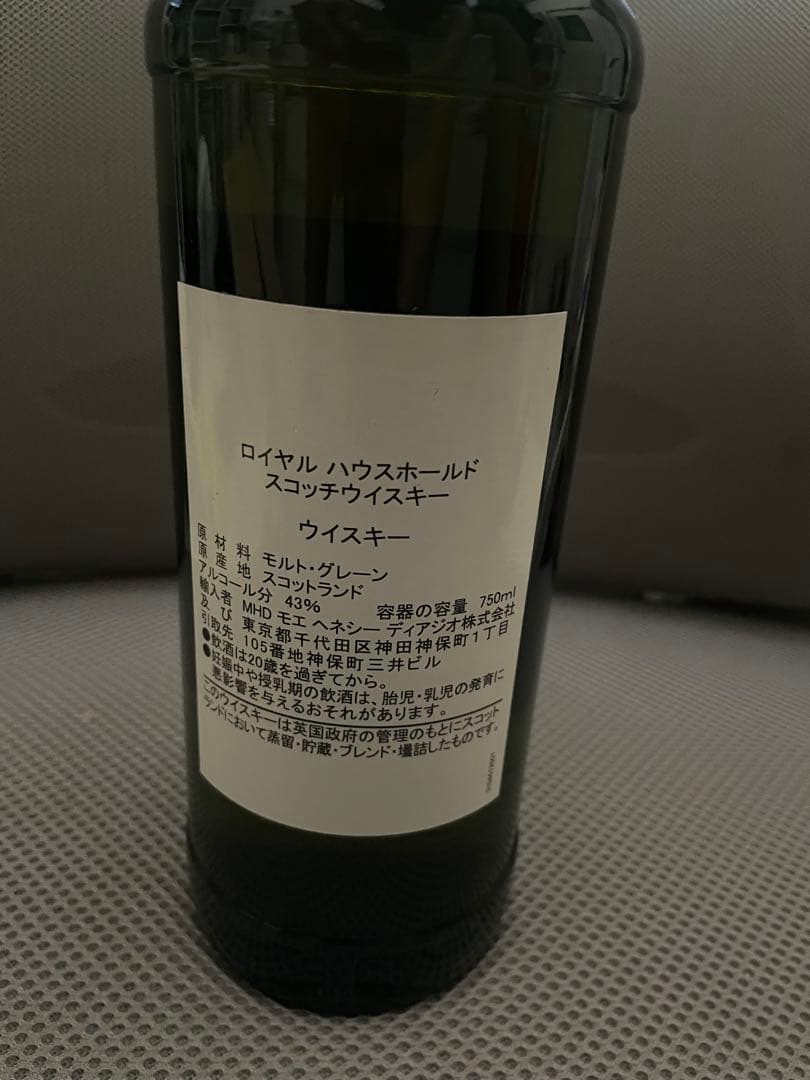 ロイヤル ハウスホールド
スコッチウイスキー
ウイスキー
原材料 モルト・グレーン
原産地 スコットランド
アルコール分 43% 容器の容量 750ml
輸入者 MHD モエ ヘネシー ディアジオ株式会社
及び 東京都千代田区神田神保町1丁目
引取先 105番地神保町三井ビル
●飲酒は20歳を過ぎてから。
●妊娠中や授乳期の飲酒は、胎児・乳児の発育に
悪影響を与えるおそれがあります。
このウイスキーは英国政府の管理のもとにスコット
ランドにおいて蒸留・貯蔵・ブレンド・壜詰したものです。